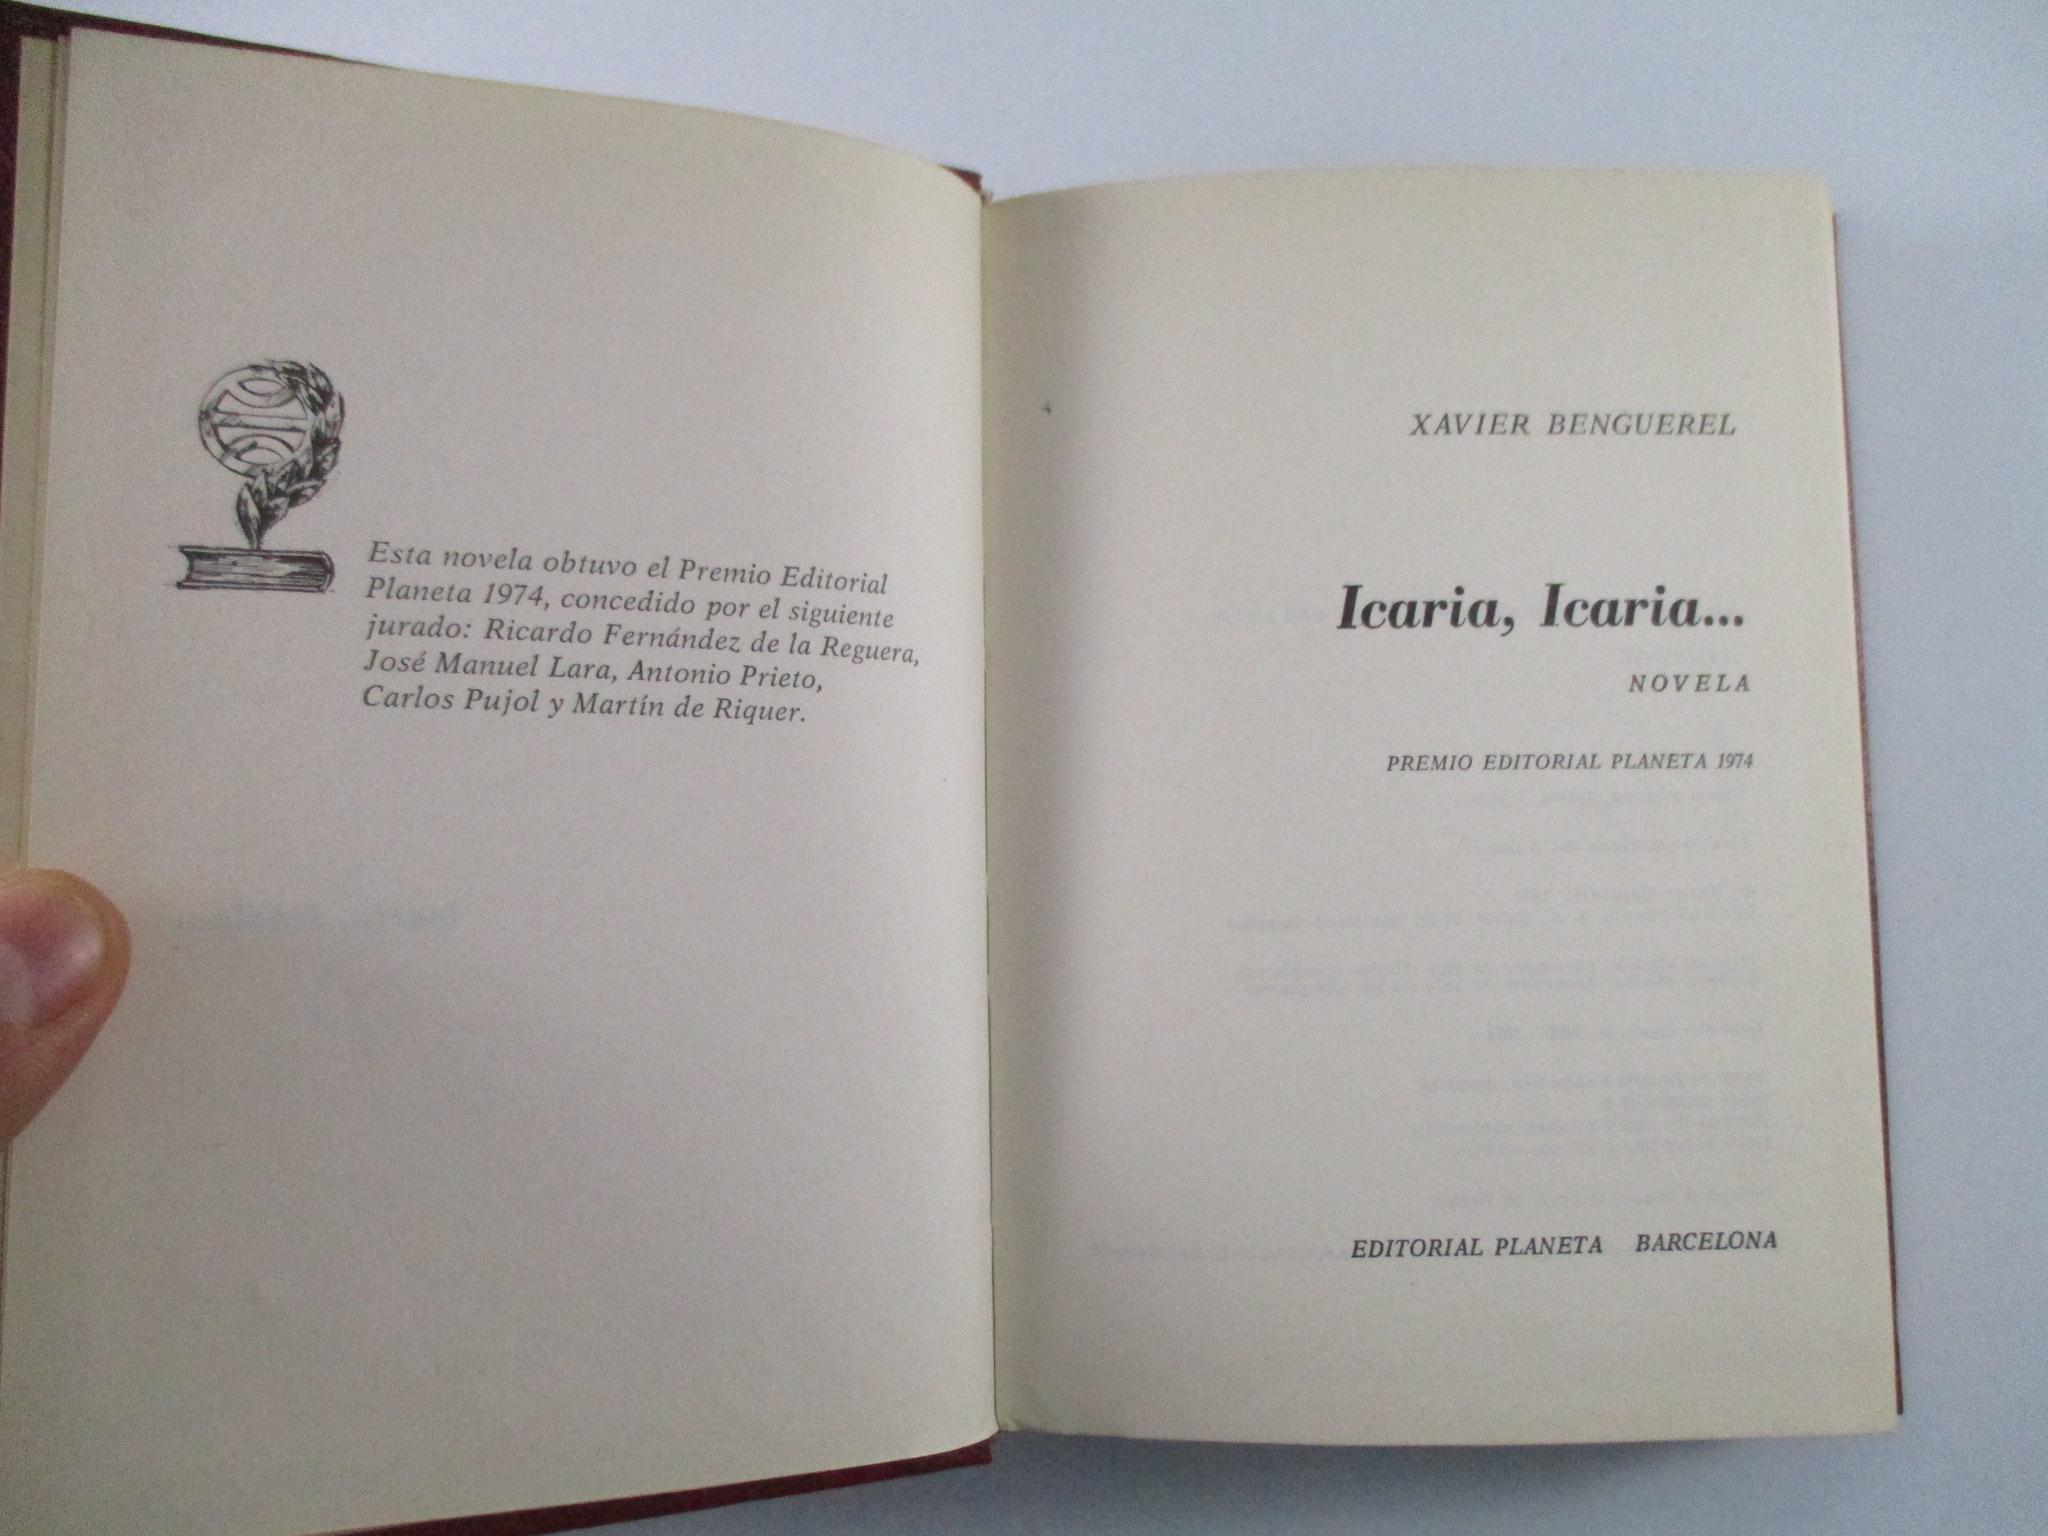 Esta novela obtuvo el Premio Editorial
Planeta 1974, concedido por el siguiente
jurado: Ricardo Fernández de la Reguera,
José Manuel Lara, Antonio Prieto,
Carlos Pujol y Martín de Riquer.
XAVIER BENGUEREL
Icaria, Icaria...
NOVELA
PREMIO EDITORIAL PLANETA 1974
EDITORIAL PLANETA BARCELONA